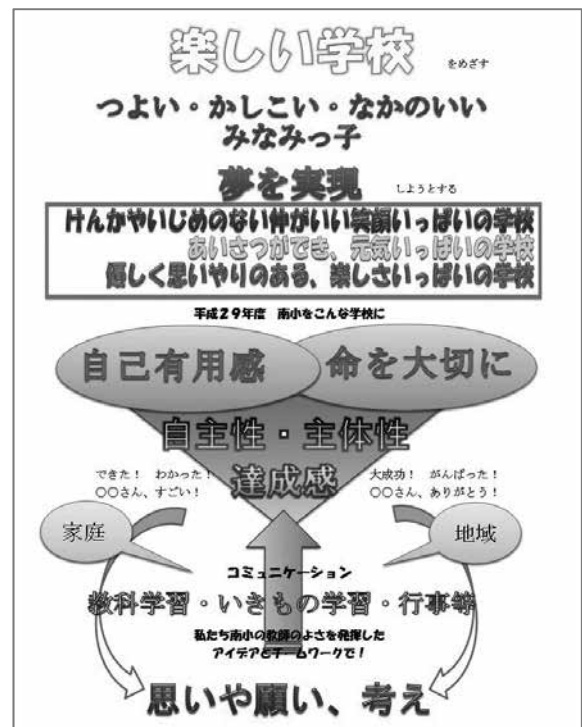 楽しい学校 をめざす
つよい・かしこい・なかのいい
みなみっ子
夢を実現 しようとする
けんかやいじめのない仲がいい笑顔いっぱいの学校
あいさつができ、元気いっぱいの学校
優しく思いやりのある、楽しさいっぱいの学校
平成29年度 南小をこんな学校に
自己有用感 命を大切に
自主性・主体性
達成感
できた! わかった!
〇〇さん、すごい!
大成功! がんばった!
〇〇さん、ありがとう!
家庭
地域
コミュニケーション
教科学習・いきもの学習・行事等
私たち南小の教師のよさを発揮した
アイデアとチームワークで!
思いや願い、考え